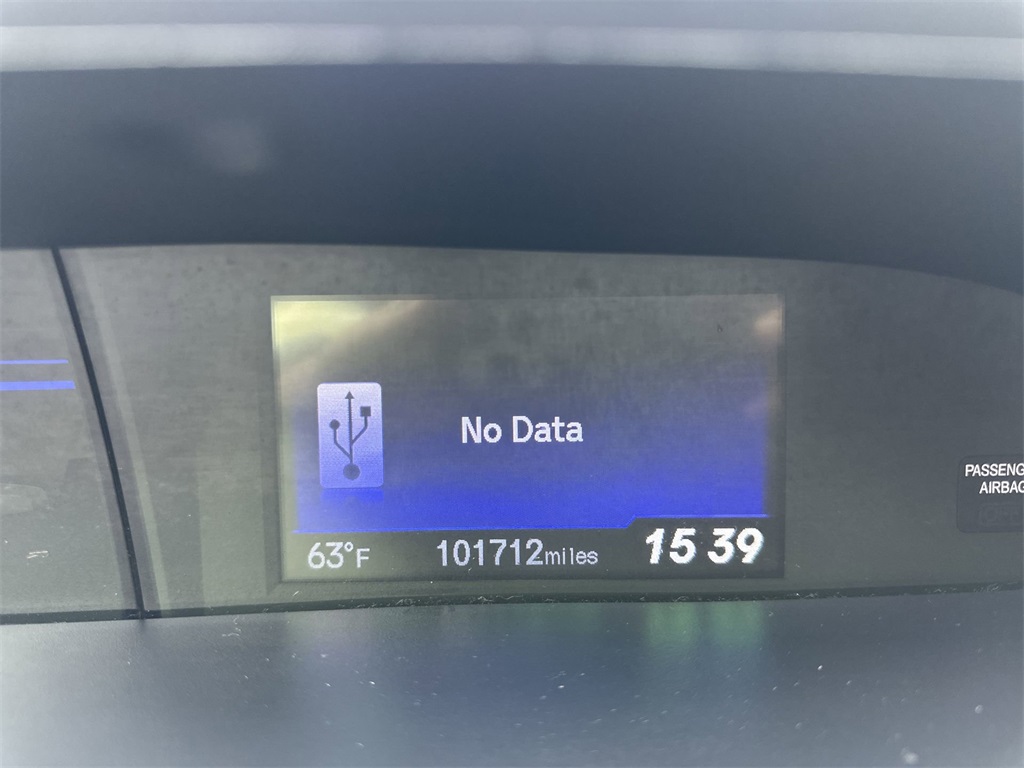 No Data
63°F 101712miles 15 39
PASSENG
AIRBAG